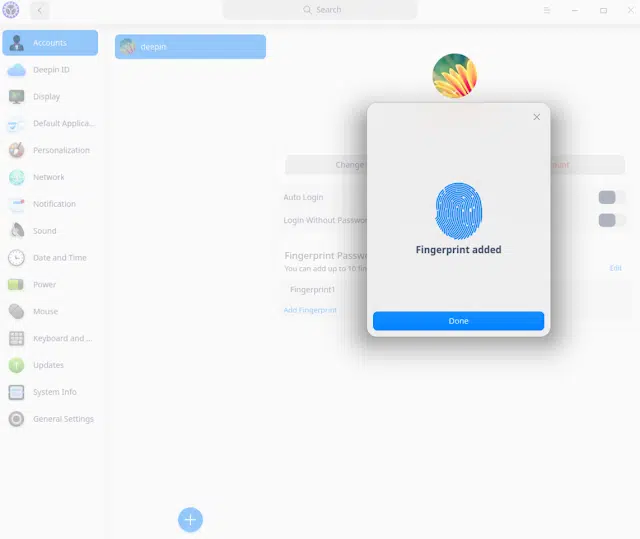 Search
Accounts
Deepin ID
Display
Default Applica...
Personalization
Network
Notification
Sound
Date and Time
Power
Mouse
Keyboard and ...
Updates
System Info
General Settings
deepin
Change
Auto Login
Login Without Passwo
Fingerprint Passw
You can add up to 10 fin
Edit
Fingerprint1
Add Fingerprint
Fingerprint added
Done